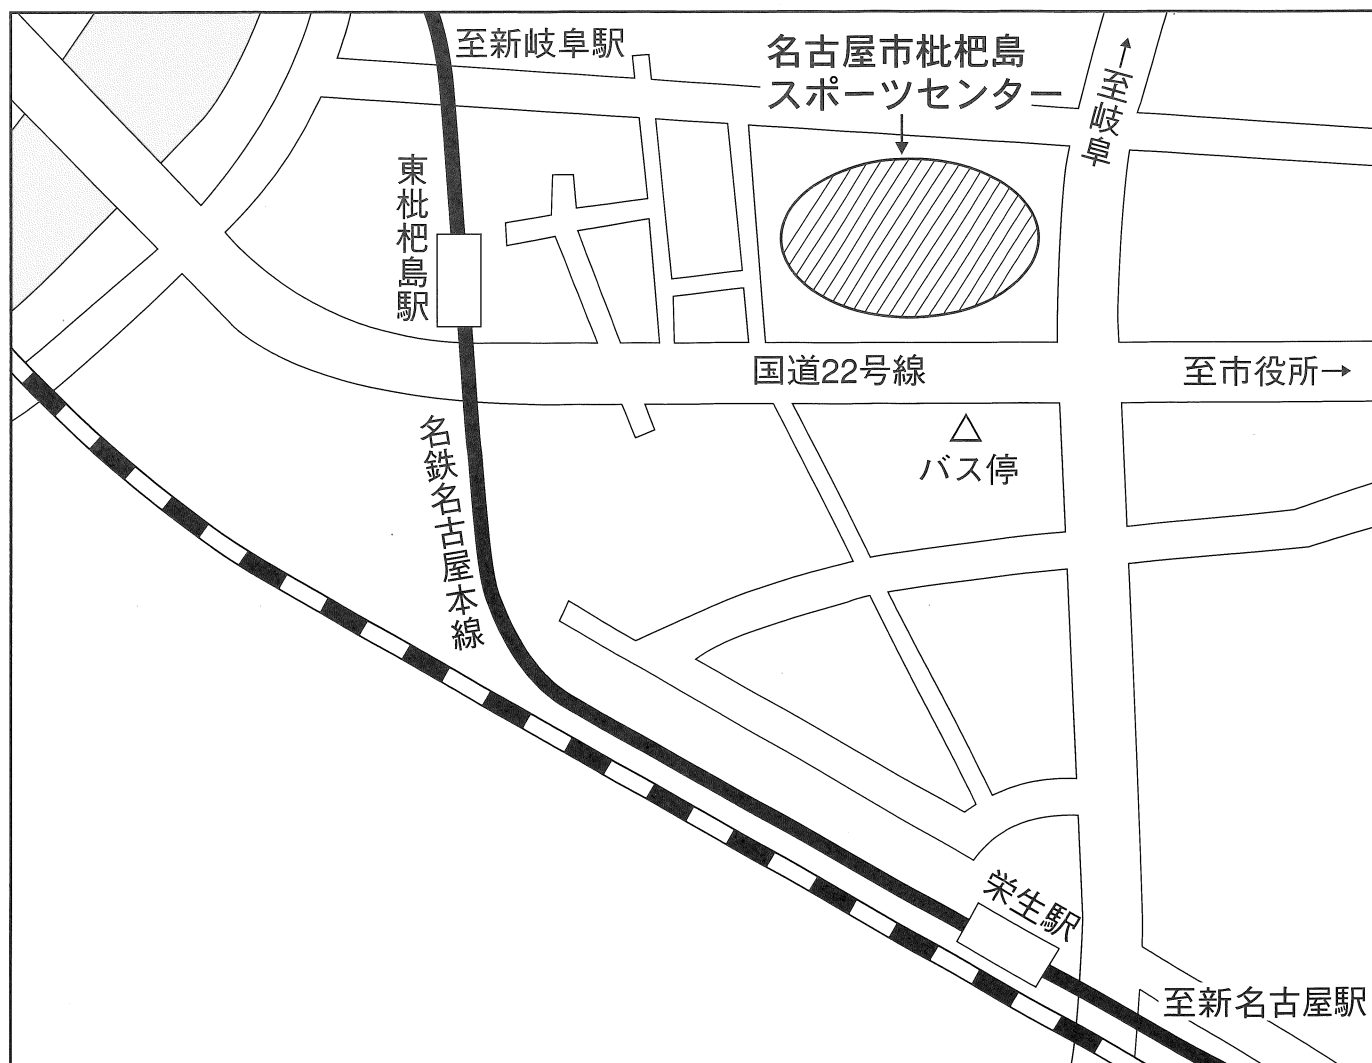 至新岐阜駅
名古屋市枇杷島
スポーツセンター
↑至岐阜
東枇杷島駅
国道22号線
至市役所→
名鉄名古屋本線
バス停
栄生駅
至新名古屋駅